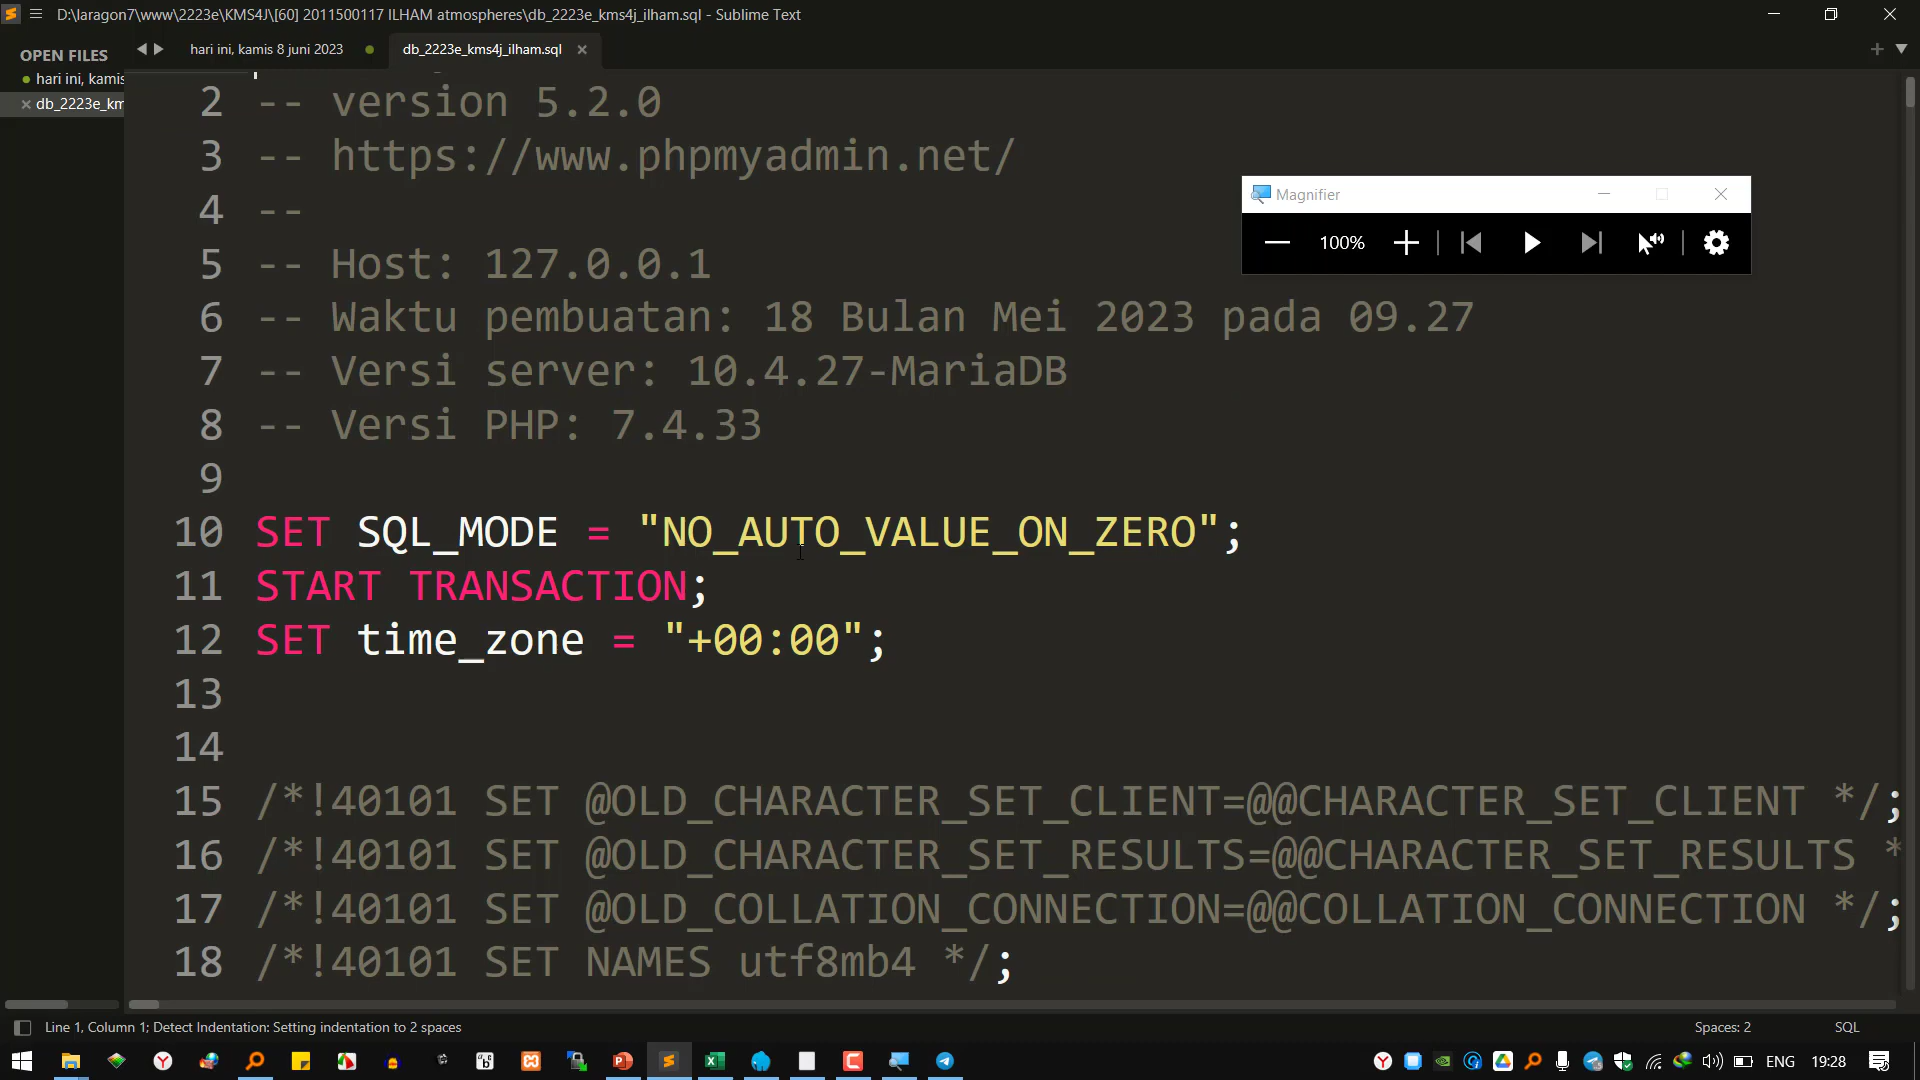 D:\laragon7\www\2223e\KMS4J\[60] 2011500117 ILHAM atmospheres\db_2223e_kms4j_ilham.sql - Sublime Text
OPEN FILES
hari ini, kamis
db_2223e_km
hari ini, kamis 8 juni 2023
db_2223e_kms4j_ilham.sql
2 -- version 5.2.0
3 -- https://www.phpmyadmin.net/
4 --
5 -- Host: 127.0.0.1
6 -- Waktu pembuatan: 18 Bulan Mei 2023 pada 09.27
7 -- Versi server: 10.4.27-MariaDB
8 -- Versi PHP: 7.4.33
9
10 SET SQL_MODE = "NO_AUTO_VALUE_ON_ZERO";
11 START TRANSACTION;
12 SET time_zone = "+00:00";
13
14
15 /*!40101 SET @OLD_CHARACTER_SET_CLIENT=@@CHARACTER_SET_CLIENT */;
16 /*!40101 SET @OLD_CHARACTER_SET_RESULTS=@@CHARACTER_SET_RESULTS *
17 /*!40101 SET @OLD_COLLATION_CONNECTION=@@COLLATION_CONNECTION */;
18 /*!40101 SET NAMES utf8mb4 */;
Magnifier
100%
Line 1, Column 1; Detect Indentation: Setting indentation to 2 spaces
Spaces: 2
SQL
ENG
19:28